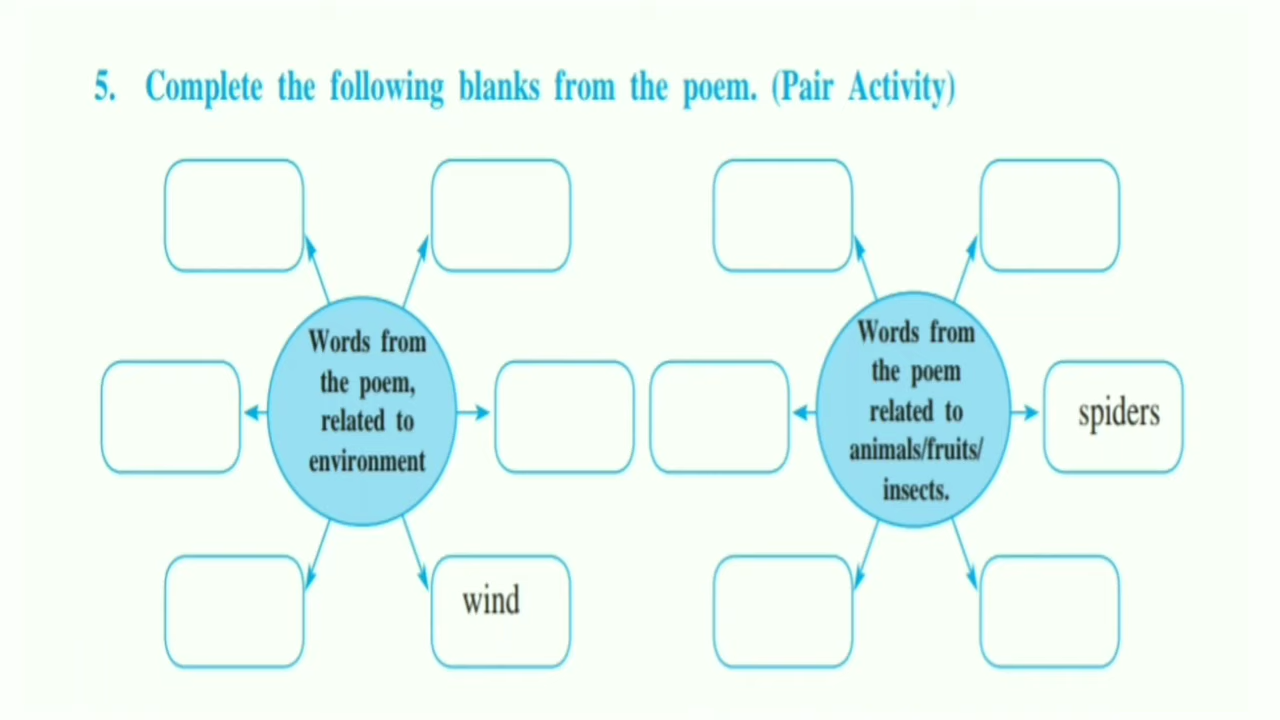 5. Complete the following blanks from the poem. (Pair Activity)
Words from
the poem,
related to
environment
wind
Words from
the poem
related to
animals/fruits/
insects.
spiders